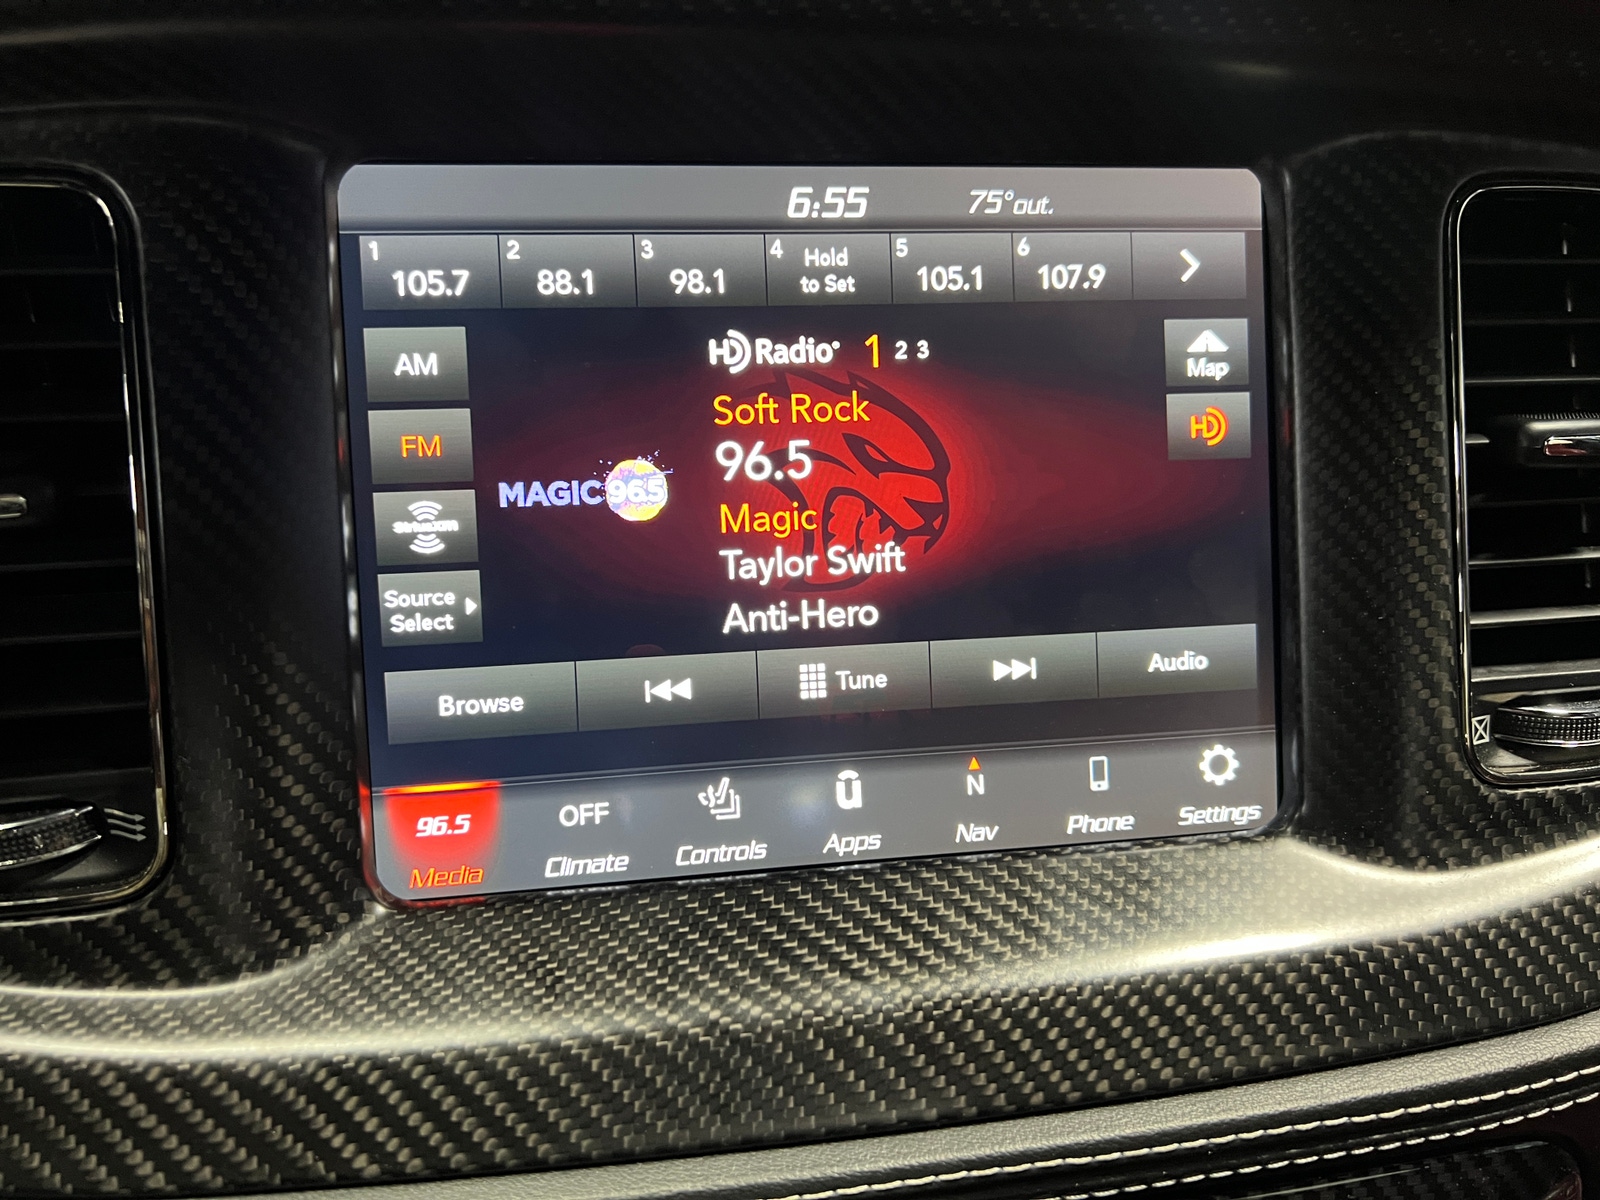 6:55 75°out.
1 105.7 2 88.1 3 98.1 4 Hold to Set 5 105.1 6 107.9
AM
FM
SiriusXM
Source
Select
MAGIC 96.5
HD Radio 1 2 3
Soft Rock
96.5
Magic
Taylor Swift
Anti-Hero
Map
HD
Browse Tune Audio
96.5 OFF N
Media Climate Controls Apps Nav Phone Settings